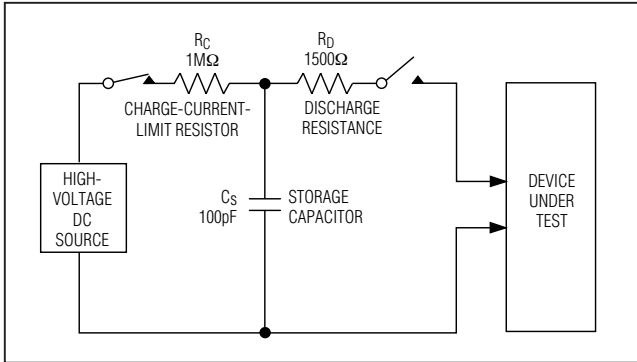 R_C
1MΩ
CHARGE-CURRENT-
LIMIT RESISTOR
R_D
1500Ω
DISCHARGE
RESISTANCE
HIGH-
VOLTAGE
DC
SOURCE
C_S
100pF
STORAGE
CAPACITOR
DEVICE
UNDER
TEST